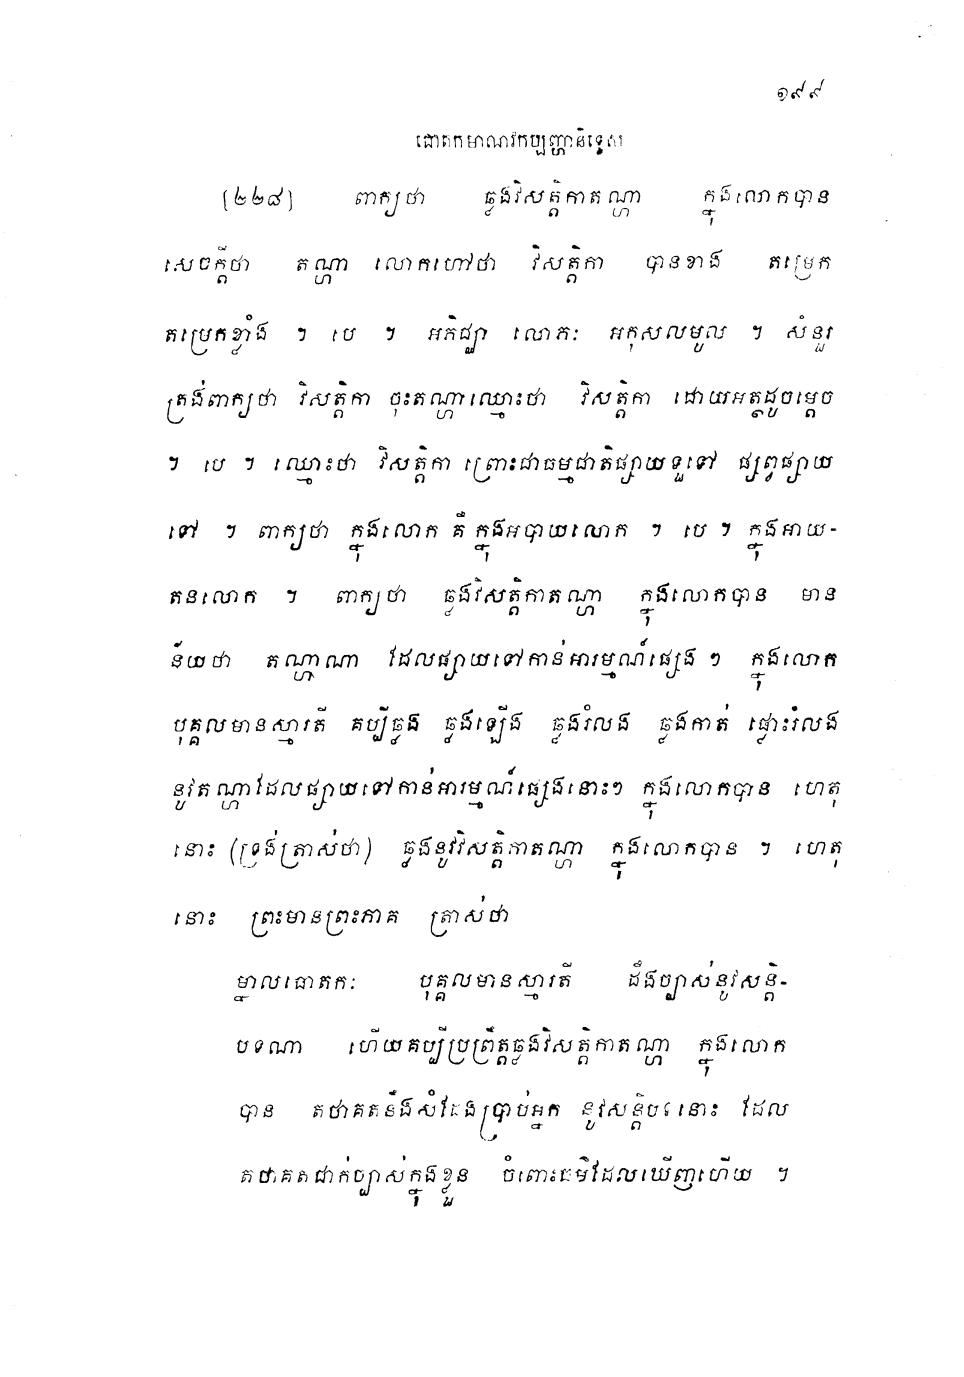 ១៩៩
ធោតកមាណវកប្បញ្ហានិទ្ទេស
(២២៨) ពាក្យថា ឆ្លងវិសត្តិកាតណ្ហា ក្នុងលោកបាន
សេចក្តីថា តណ្ហា លោកហៅថា វិសត្តិកា បានខាង តម្រេក
តម្រេកខ្លាំង ។ បេ ។ អភិជ្ឈា លោភៈ អកុសលមូល ។ សំនួរ
ត្រង់ពាក្យថា វិសត្តិកា ចុះតណ្ហាឈ្មោះថា វិសត្តិកា ដោយអត្ថដូចម្តេច
។ បេ ។ ឈ្មោះថា វិសត្តិកា ព្រោះជាធម្មជាតិផ្សាយទួទៅ ផ្សព្វផ្សាយ
ទៅ ។ ពាក្យថា ក្នុងលោក គឺ ក្នុងអបាយលោក ។ បេ ។ ក្នុងអាយ-
តនលោក ។ ពាក្យថា ឆ្លងវិសត្តិកាតណ្ហា ក្នុងលោកបាន មាន
ន័យថា តណ្ហាណា ដែលផ្សាយទៅកាន់អារម្មណ៍ផ្សេង ៗ ក្នុងលោក
បុគ្គលមានស្មារតី គប្បីឆ្លង ឆ្លងឡើង ឆ្លងរំលង ឆ្លងកាត់ ផ្លោះរំលង
នូវតណ្ហាដែលផ្សាយទៅកាន់អារម្មណ៍ផ្សេងនោះៗ ក្នុងលោកបាន ហេតុ
នោះ (ទ្រង់ត្រាស់ថា) ឆ្លងនូវវិសត្តិកាតណ្ហា ក្នុងលោកបាន ។ ហេតុ
នោះ ព្រះមានព្រះភាគ ត្រាស់ថា
ម្នាលធោតកៈ បុគ្គលមានស្មារតី ដឹងច្បាស់នូវសន្តិ-
បទណា ហើយគប្បីប្រព្រឹត្តឆ្លងវិសត្តិកាតណ្ហា ក្នុងលោក
បាន តថាគតនឹងសំដែងប្រាប់អ្នក នូវសន្តិបទនោះ ដែល
តថាគតជាក់ច្បាស់ក្នុងខ្លួន ចំពោះធម៌ដែលឃើញហើយ ។